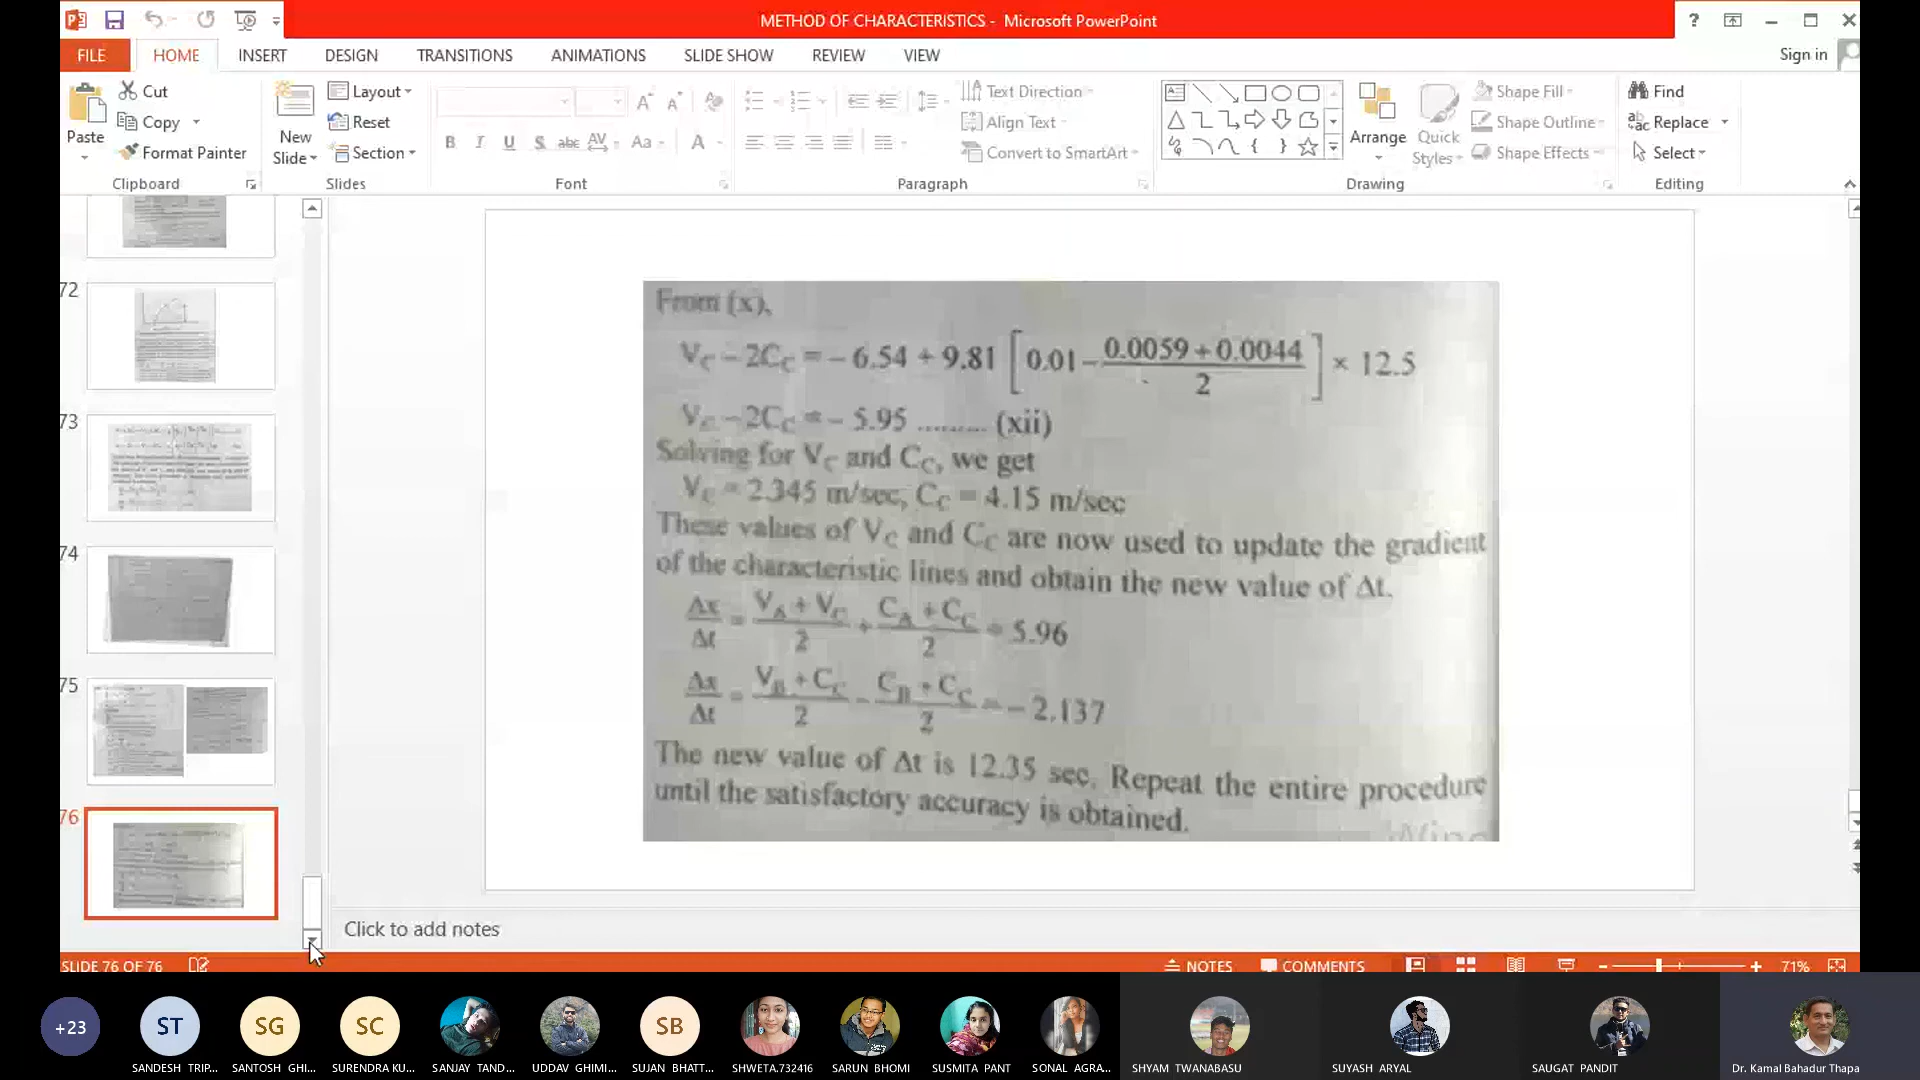 METHOD OF CHARACTERISTICS - Microsoft PowerPoint
?
FILE HOME INSERT DESIGN TRANSITIONS ANIMATIONS SLIDE SHOW REVIEW VIEW
Sign in
Paste
Cut
Copy
Format Painter
Clipboard
New Slide
Layout
Reset
Section
Slides
B I U S abc AV Aa A
Font
Text Direction
Align Text
Convert to SmartArt
Paragraph
Arrange
Quick Styles
Shape Fill
Shape Outline
Shape Effects
Drawing
Find
Replace
Select
Editing
72
73
74
75
76
From (x),
V_C - 2C_C = - 6.54 + 9.81 [0.01 - (0.0059 + 0.0044)/2] × 12.5
V_C - 2C_C = - 5.95 ......... (xii)
Solving for V_C and C_C, we get
V_C = 2.345 m/sec, C_C = 4.15 m/sec
These values of V_C and C_C are now used to update the gradient
of the characteristic lines and obtain the new value of Δt.
Δx/Δt = (V_A + V_C)/2 + (C_A + C_C)/2 = 5.96
Δx/Δt = (V_B + C_C)/2 - (C_B + C_C)/2 = - 2.137
The new value of Δt is 12.35 sec. Repeat the entire procedure
until the satisfactory accuracy is obtained.
Click to add notes
SLIDE 76 OF 76
NOTES COMMENTS 71%
+23 ST SG SC SB
SANDESH TRIP... SANTOSH GHI... SURENDRA KU... SANJAY TAND... UDDAV GHIMI... SUJAN BHATT... SHWETA.732416 SARUN BHOMI SUSMITA PANT SONAL AGRA... SHYAM TWANABASU SUYASH ARYAL SAUGAT PANDIT Dr. Kamal Bahadur Thapa